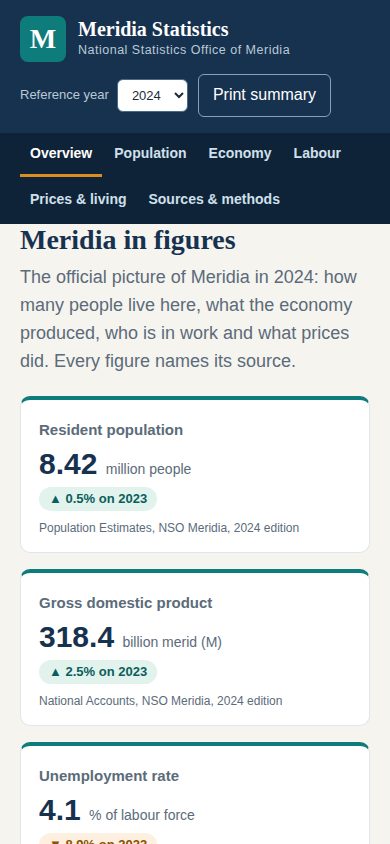 M
Meridia Statistics
National Statistics Office of Meridia
Reference year 2024 Print summary
Overview Population Economy Labour
Prices & living Sources & methods
Meridia in figures
The official picture of Meridia in 2024: how
many people live here, what the economy
produced, who is in work and what prices
did. Every figure names its source.
Resident population
8.42 million people
▲ 0.5% on 2023
Population Estimates, NSO Meridia, 2024 edition
Gross domestic product
318.4 billion merid (M)
▲ 2.5% on 2023
National Accounts, NSO Meridia, 2024 edition
Unemployment rate
4.1 % of labour force